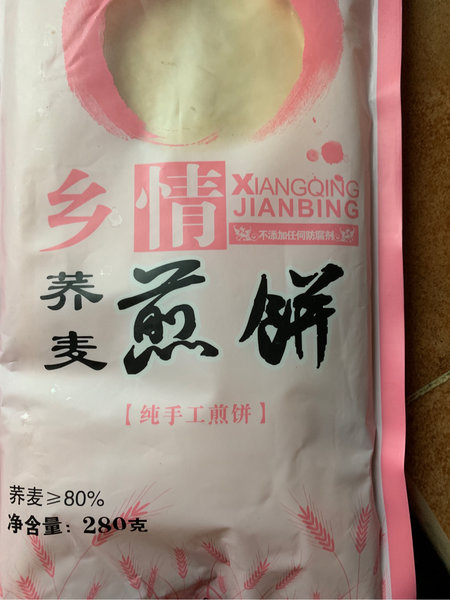 乡情
XIANGQING
JIANBING
不添加任何防腐剂
荞麦
煎饼
【纯手工煎饼】
荞麦≥80%
净含量：280克